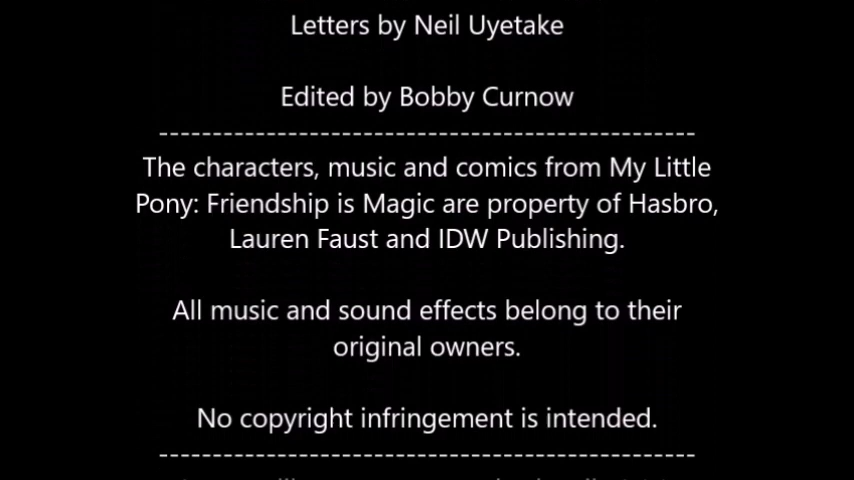 Letters by Neil Uyetake
Edited by Bobby Curnow
---------------------------------------------------
The characters, music and comics from My Little
Pony: Friendship is Magic are property of Hasbro,
Lauren Faust and IDW Publishing.
All music and sound effects belong to their
original owners.
No copyright infringement is intended.
---------------------------------------------------